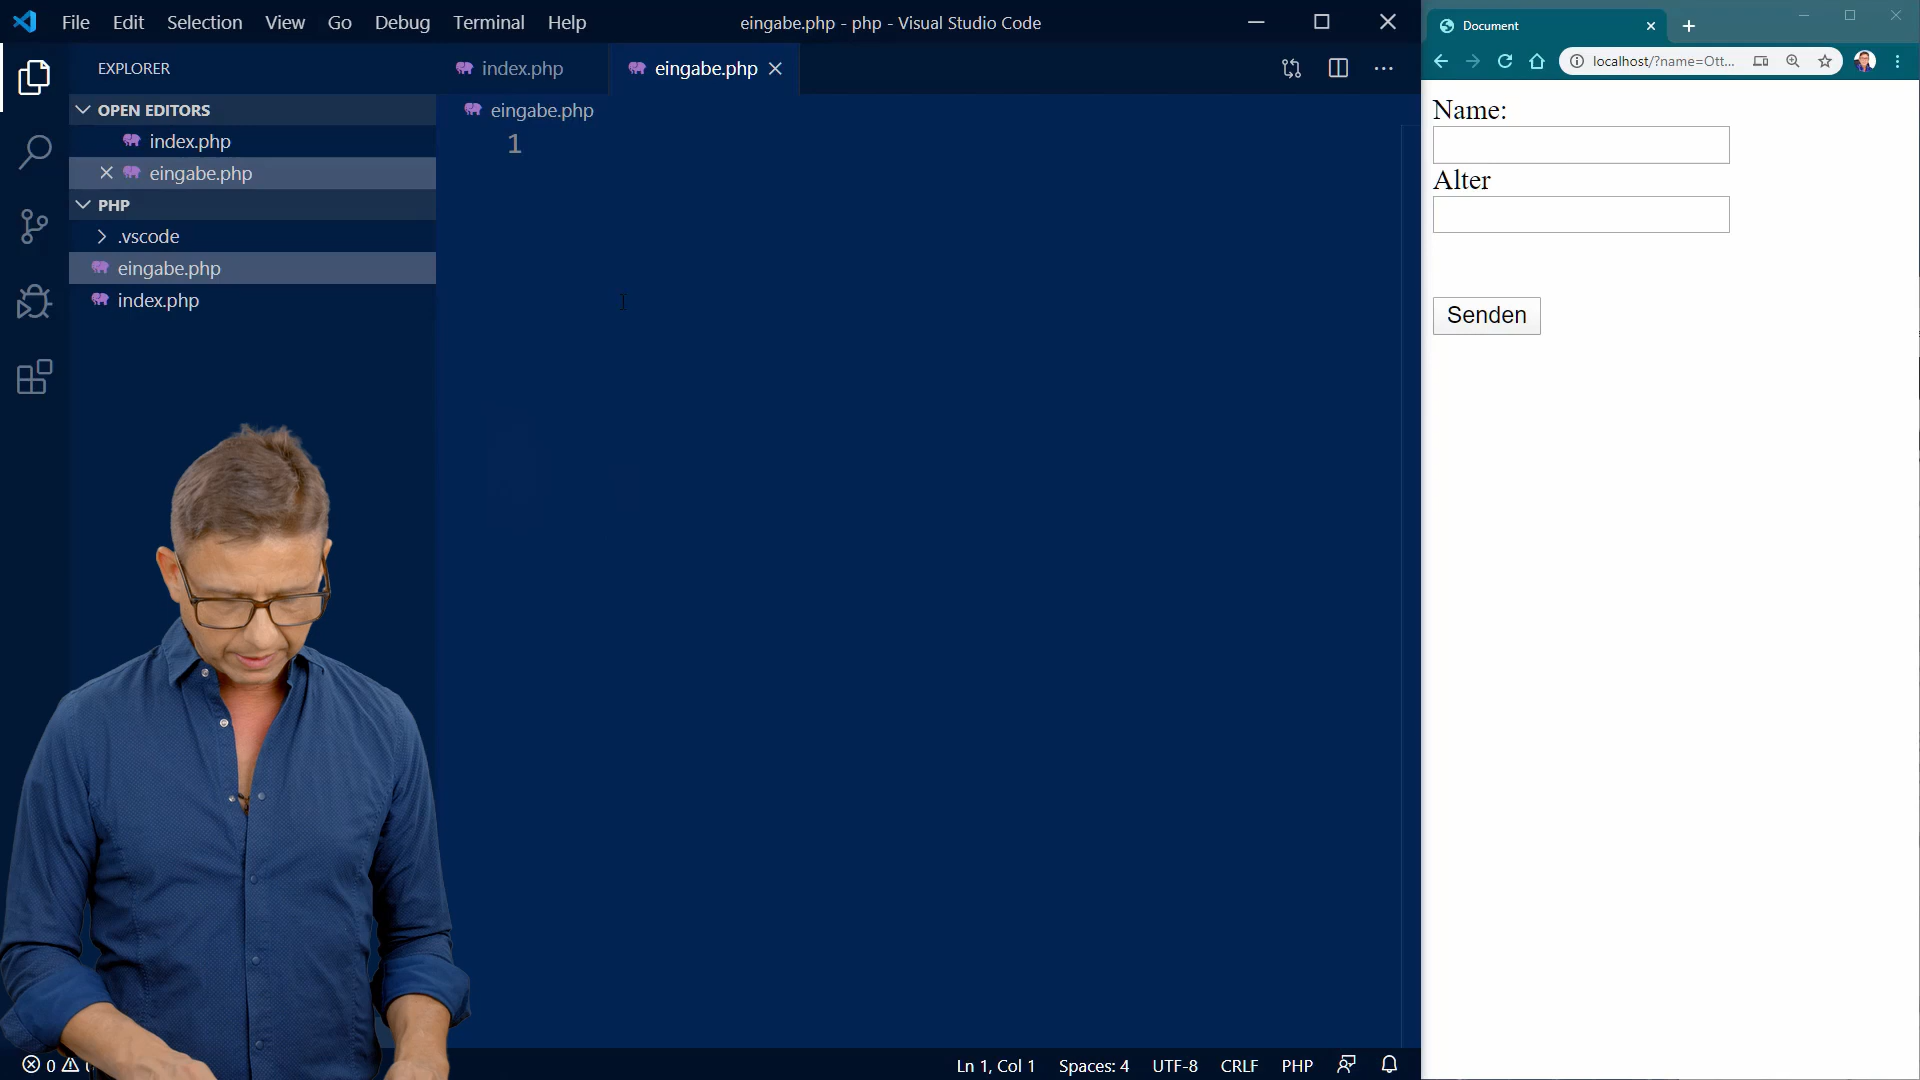 File Edit Selection View Go Debug Terminal Help
eingabe.php - php - Visual Studio Code
EXPLORER
OPEN EDITORS
index.php
eingabe.php
PHP
.vscode
eingabe.php
index.php
index.php
eingabe.php
eingabe.php
1
0
Ln 1, Col 1
Spaces: 4
UTF-8
CRLF
PHP
Document
localhost/?name=Ott...
Name:
Alter
Senden